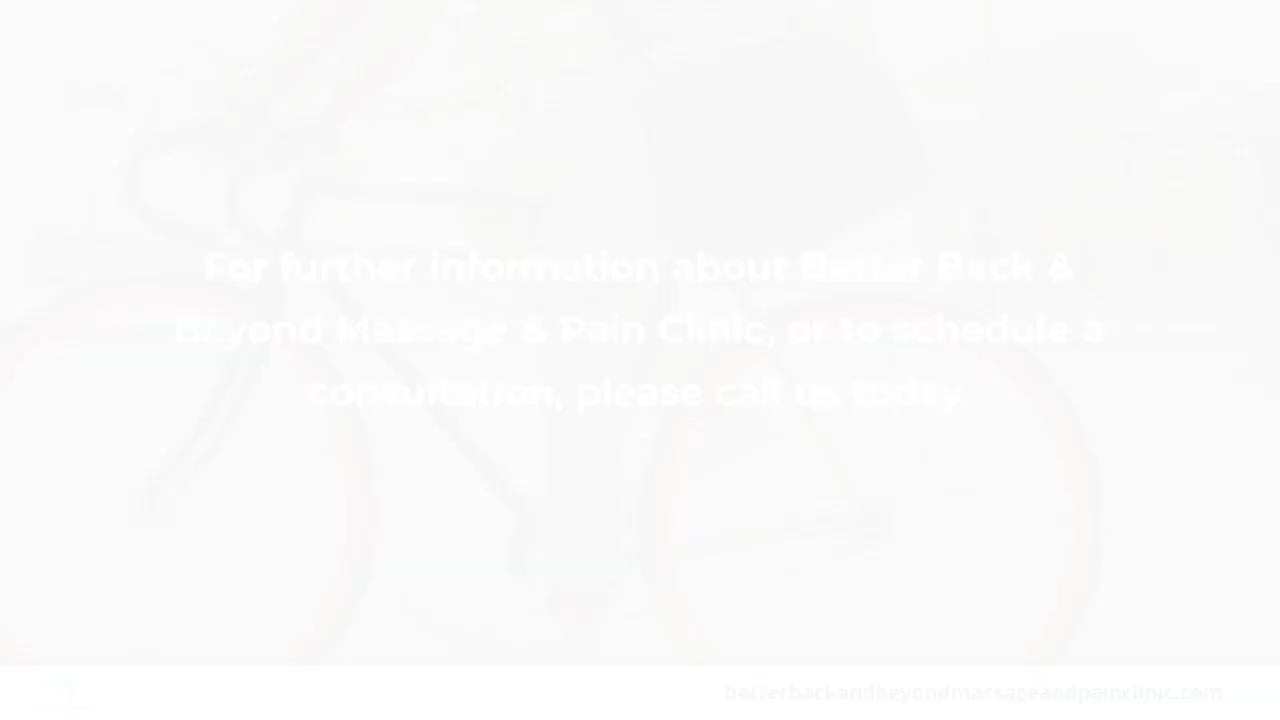 For further information about Better Back &
Beyond Massage & Pain Clinic, or to schedule a
consultation, please call us today.
betterbackandbeyondmassageandpainclinic.com